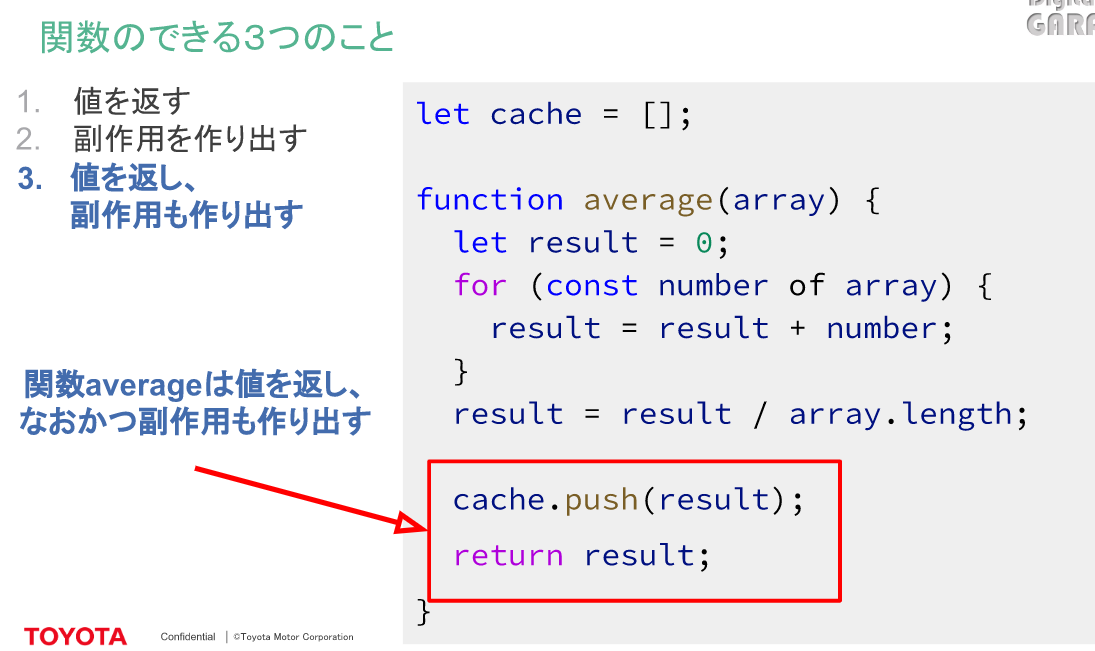 関数のできる3つのこと
GARA
1. 値を返す
2. 副作用を作り出す
3. 値を返し、
副作用も作り出す
関数averageは値を返し、
なおかつ副作用も作り出す
let cache = [];
function average(array) {
let result = 0;
for (const number of array) {
result = result + number;
}
result = result / array.length;
cache.push(result);
return result;
}
TOYOTA
Confidential | ©Toyota Motor Corporation